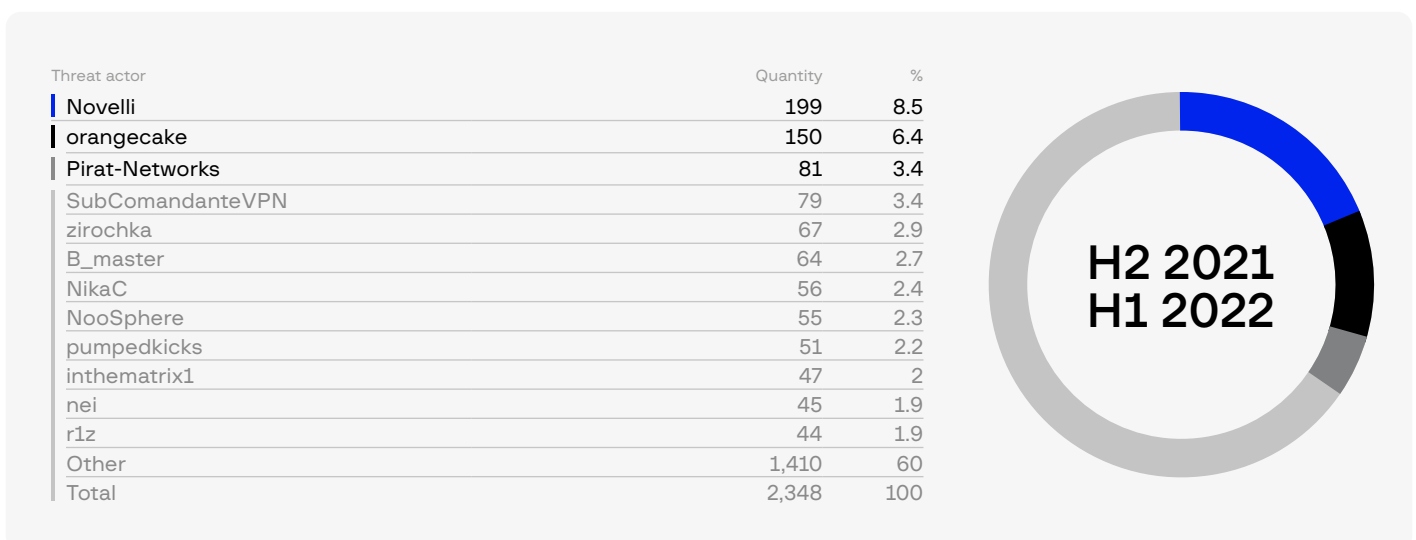 Threat actor Quantity %
Novelli 199 8.5
orangecake 150 6.4
Pirat-Networks 81 3.4
SubComandanteVPN 79 3.4
zirochka 67 2.9
B_master 64 2.7
NikaC 56 2.4
NooSphere 55 2.3
pumpedkicks 51 2.2
inthematrix1 47 2
nei 45 1.9
r1z 44 1.9
Other 1,410 60
Total 2,348 100
H2 2021
H1 2022